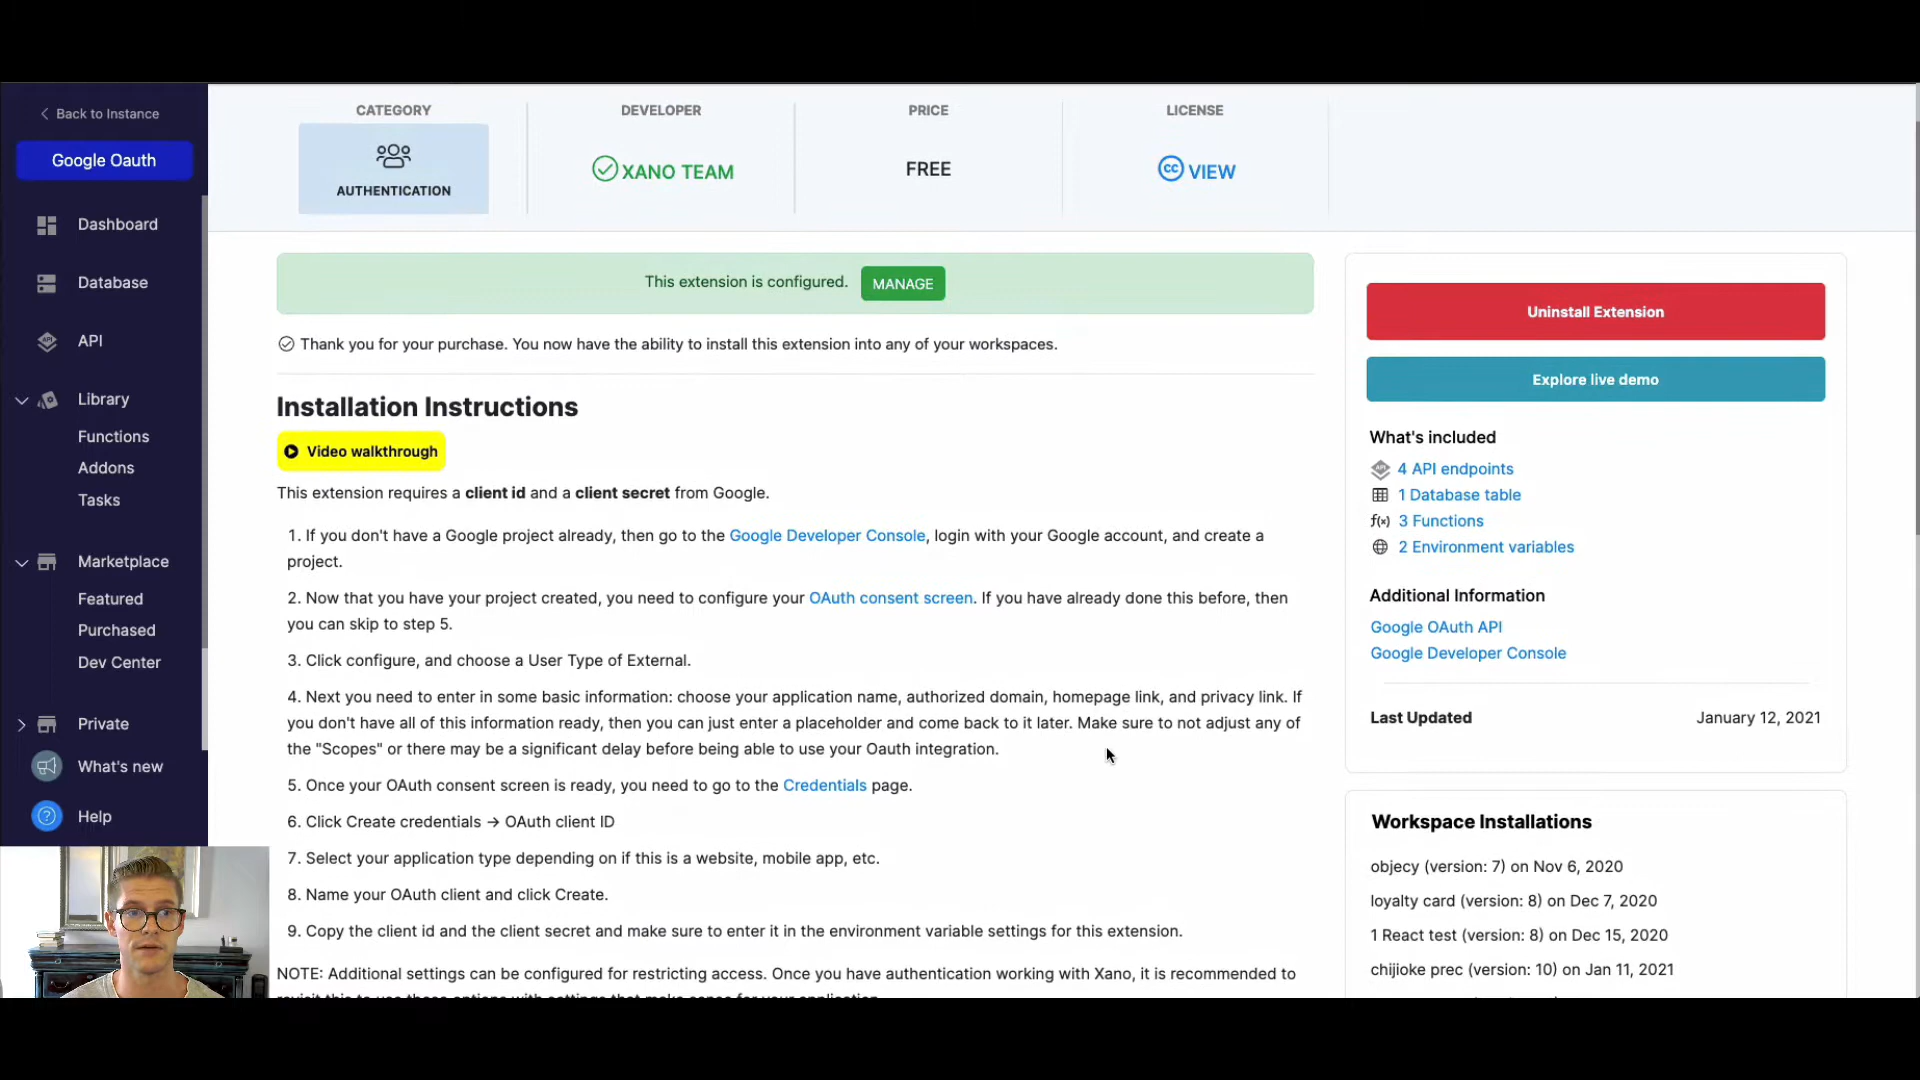 Back to Instance
Google Oauth
Dashboard
Database
API
Library
Functions
Addons
Tasks
Marketplace
Featured
Purchased
Dev Center
Private
What's new
Help
CATEGORY
AUTHENTICATION
DEVELOPER
XANO TEAM
PRICE
FREE
LICENSE
VIEW
This extension is configured. MANAGE
Thank you for your purchase. You now have the ability to install this extension into any of your workspaces.
Installation Instructions
Video walkthrough
This extension requires a client id and a client secret from Google.
1. If you don't have a Google project already, then go to the Google Developer Console, login with your Google account, and create a
project.
2. Now that you have your project created, you need to configure your OAuth consent screen. If you have already done this before, then
you can skip to step 5.
3. Click configure, and choose a User Type of External.
4. Next you need to enter in some basic information: choose your application name, authorized domain, homepage link, and privacy link. If
you don't have all of this information ready, then you can just enter a placeholder and come back to it later. Make sure to not adjust any of
the "Scopes" or there may be a significant delay before being able to use your Oauth integration.
5. Once your OAuth consent screen is ready, you need to go to the Credentials page.
6. Click Create credentials → OAuth client ID
7. Select your application type depending on if this is a website, mobile app, etc.
8. Name your OAuth client and click Create.
9. Copy the client id and the client secret and make sure to enter it in the environment variable settings for this extension.
NOTE: Additional settings can be configured for restricting access. Once you have authentication working with Xano, it is recommended to
Uninstall Extension
Explore live demo
What's included
API
4 API endpoints
1 Database table
f(x) 3 Functions
2 Environment variables
Additional Information
Google OAuth API
Google Developer Console
Last Updated January 12, 2021
Workspace Installations
objecy (version: 7) on Nov 6, 2020
loyalty card (version: 8) on Dec 7, 2020
1 React test (version: 8) on Dec 15, 2020
chijioke prec (version: 10) on Jan 11, 2021